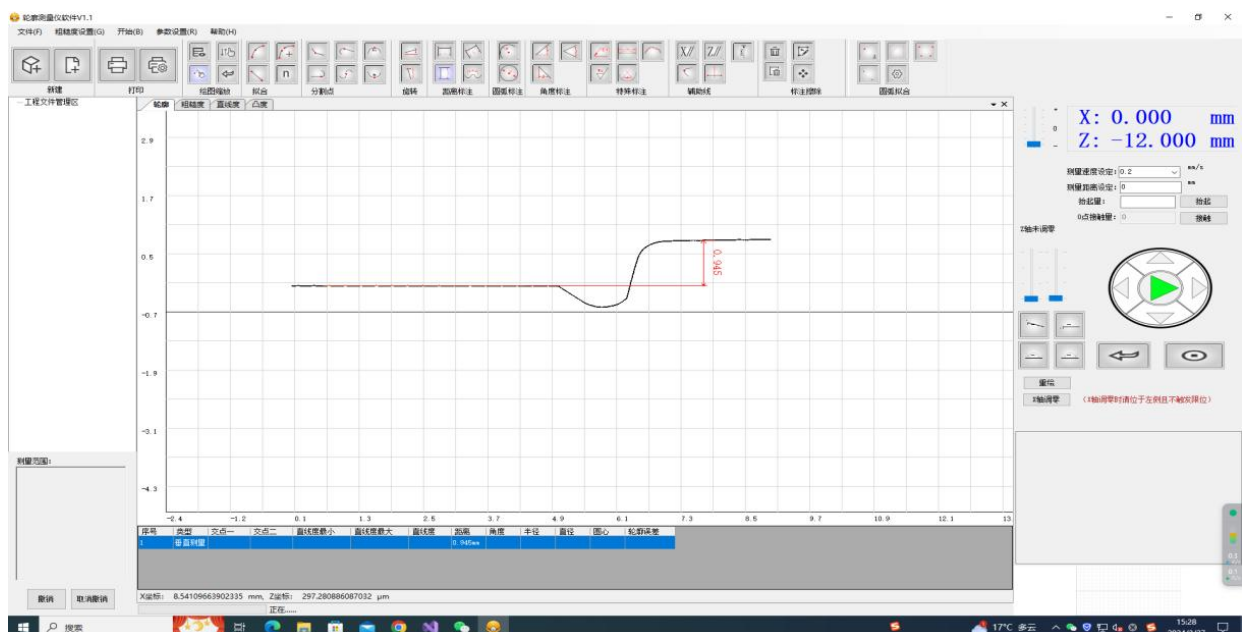 轮廓测量仪软件V1.1
文件(F) 粗糙度设置(G) 开始(B) 参数设置(R) 帮助(H)
新建 打印 绘图缩放 拟合 分割点 偏转 距离标注 圆弧标注 角度标注 特殊标注 辅助线 标注擦除 圆弧拟合
工程文件管理区
轮廓 粗糙度 直线度 凸度
X: 0.000 mm
Z: -12.000 mm
+
0
-
测量速度设定: 0.2 mm/s
测量距离设定: 0 mm
抬起量: 抬起
0点接触量: 0 接触
Z轴未调零
2.9
1.7
0.5
-0.7
-1.9
-3.1
-4.3
0.945
-2.4 -1.2 0.1 1.3 2.5 3.7 4.9 6.1 7.3 8.5 9.7 10.9 12.1 13
重绘
Z轴调零 (Z轴调零时请位于左侧且不触发限位)
测量范围:
序号 类型 交点一 交点二 直线度最小 直线度最大 直线度 距离 角度 半径 直径 圆心 轮廓误差
1 垂直测量 0.945mm
撤消 取消撤消
X坐标: 8.54109663902335 mm, Z坐标: 297.280886087032 μm
正在.....
搜索
17°C 多云
15:28